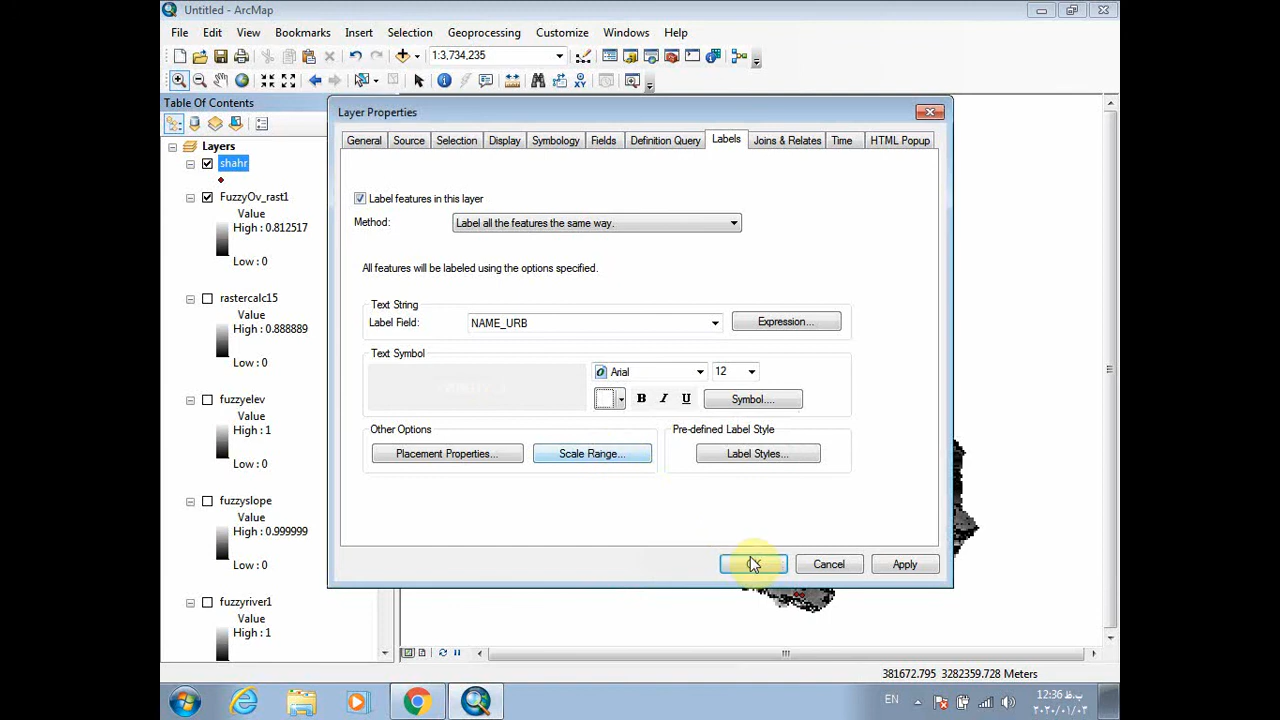 Untitled - ArcMap
File Edit View Bookmarks Insert Selection Geoprocessing Customize Windows Help
1:3,734,235
Table Of Contents
Layers
shahr
FuzzyOv_rast1
Value
High : 0.812517
Low : 0
rastercalc15
Value
High : 0.888889
Low : 0
fuzzyelev
Value
High : 1
Low : 0
fuzzyslope
Value
High : 0.999999
Low : 0
fuzzyriver1
Value
High : 1
Layer Properties
General Source Selection Display Symbology Fields Definition Query Labels Joins & Relates Time HTML Popup
Label features in this layer
Method: Label all the features the same way.
All features will be labeled using the options specified.
Text String
Label Field: NAME_URB Expression...
Text Symbol
Arial 12
B I U Symbol...
Other Options
Placement Properties... Scale Range...
Pre-defined Label Style
Label Styles...
Cancel Apply
381672.795 3282359.728 Meters
EN
12:36 ب.ظ
۲۰۲۰/۰۱/۰۳